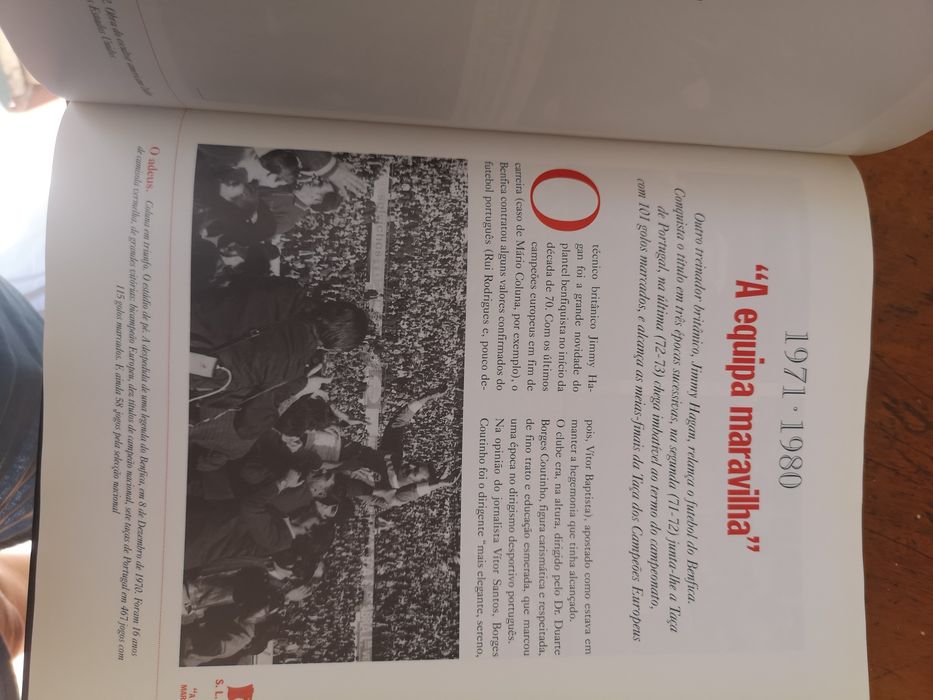 1971 · 1980
“A equipa maravilha”
Outro treinador britânico, Jimmy Hagan, relança o futebol do Benfica.
Conquista o título em três épocas sucessivas, na segunda (71-72) junta-lhe a Taça
de Portugal, na última (72-73) chega imbatível ao termo do campeonato,
com 101 golos marcados, e alcança as meias-finais da Taça dos Campeões Europeus
O técnico britânico Jimmy Ha-
gan foi a grande novidade do
plantel benfiquista no início da
década de 70. Com os últimos
campeões europeus em fim de
carreira (caso de Mário Coluna, por exemplo), o
Benfica contratou alguns valores confirmados do
futebol português (Rui Rodrigues e, pouco de-
pois, Vítor Baptista), apostado como estava em
manter a hegemonia que tinha alcançado.
O clube era, na altura, dirigido pelo Dr. Duarte
Borges Coutinho, figura carismática e respeitada,
de fino trato e educação esmerada, que marcou
uma época no dirigismo desportivo português.
Na opinião do jornalista Vítor Santos, Borges
Coutinho foi o dirigente “mais elegante, sereno,
O adeus. Coluna em triunfo. O estádio de pé. A despedida de uma legenda do Benfica, em 8 de Dezembro de 1970. Foram 16 anos
de camisola vermelha, de grandes vitórias: bicampeão Europeu, dez títulos de campeão nacional, sete taças de Portugal em 467 jogos com
115 golos marcados. E ainda 58 jogos pela selecção nacional
S. L.
“A
MAR
2. Obra do escultor americano
Estados Unidos